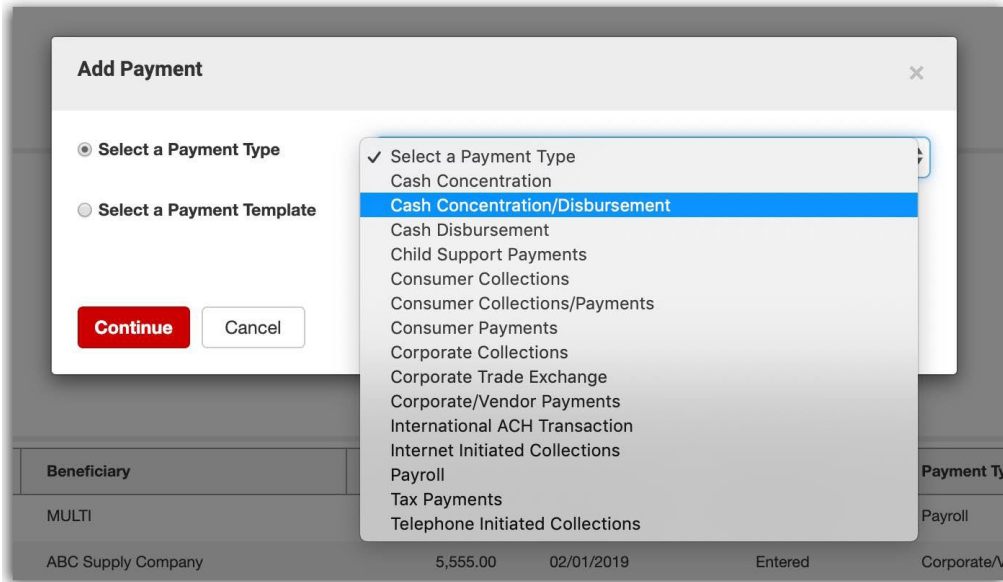 Add Payment
×
Select a Payment Type
✓ Select a Payment Type
Cash Concentration
Select a Payment Template
Cash Concentration/Disbursement
Cash Disbursement
Child Support Payments
Consumer Collections
Consumer Collections/Payments
Consumer Payments
Corporate Collections
Corporate Trade Exchange
Corporate/Vendor Payments
International ACH Transaction
Internet Initiated Collections
Payroll
Tax Payments
Telephone Initiated Collections
Continue Cancel
Beneficiary Payment Ty
MULTI Payroll
ABC Supply Company 5,555.00 02/01/2019 Entered Corporate/V